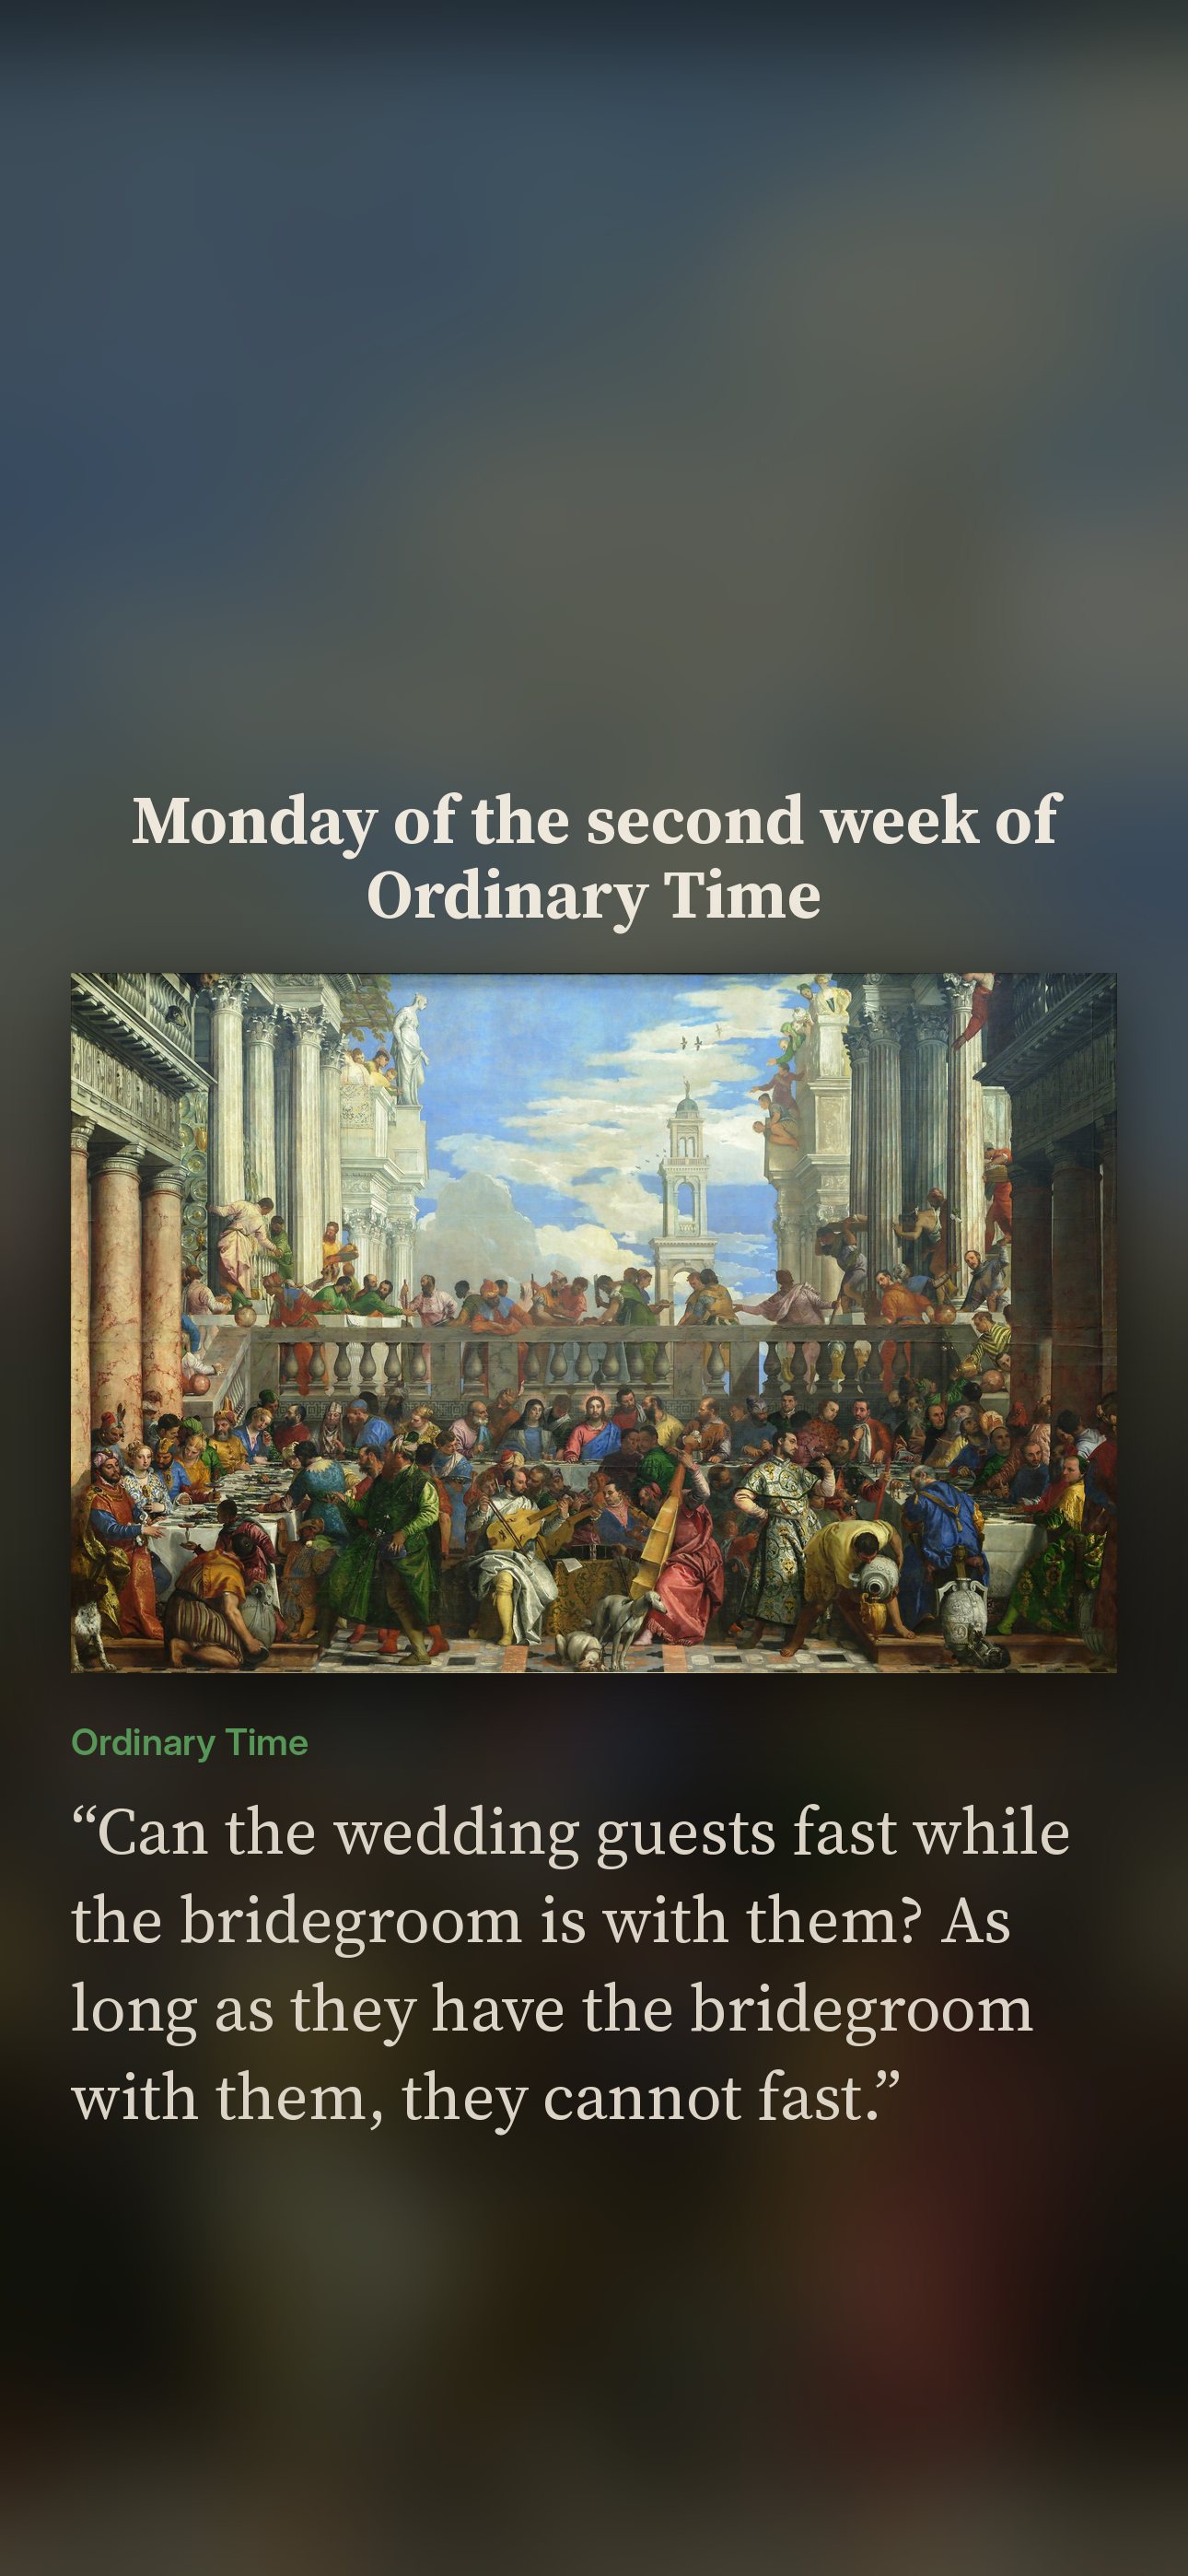 Monday of the second week of
Ordinary Time
Ordinary Time
“Can the wedding guests fast while
the bridegroom is with them? As
long as they have the bridegroom
with them, they cannot fast.”